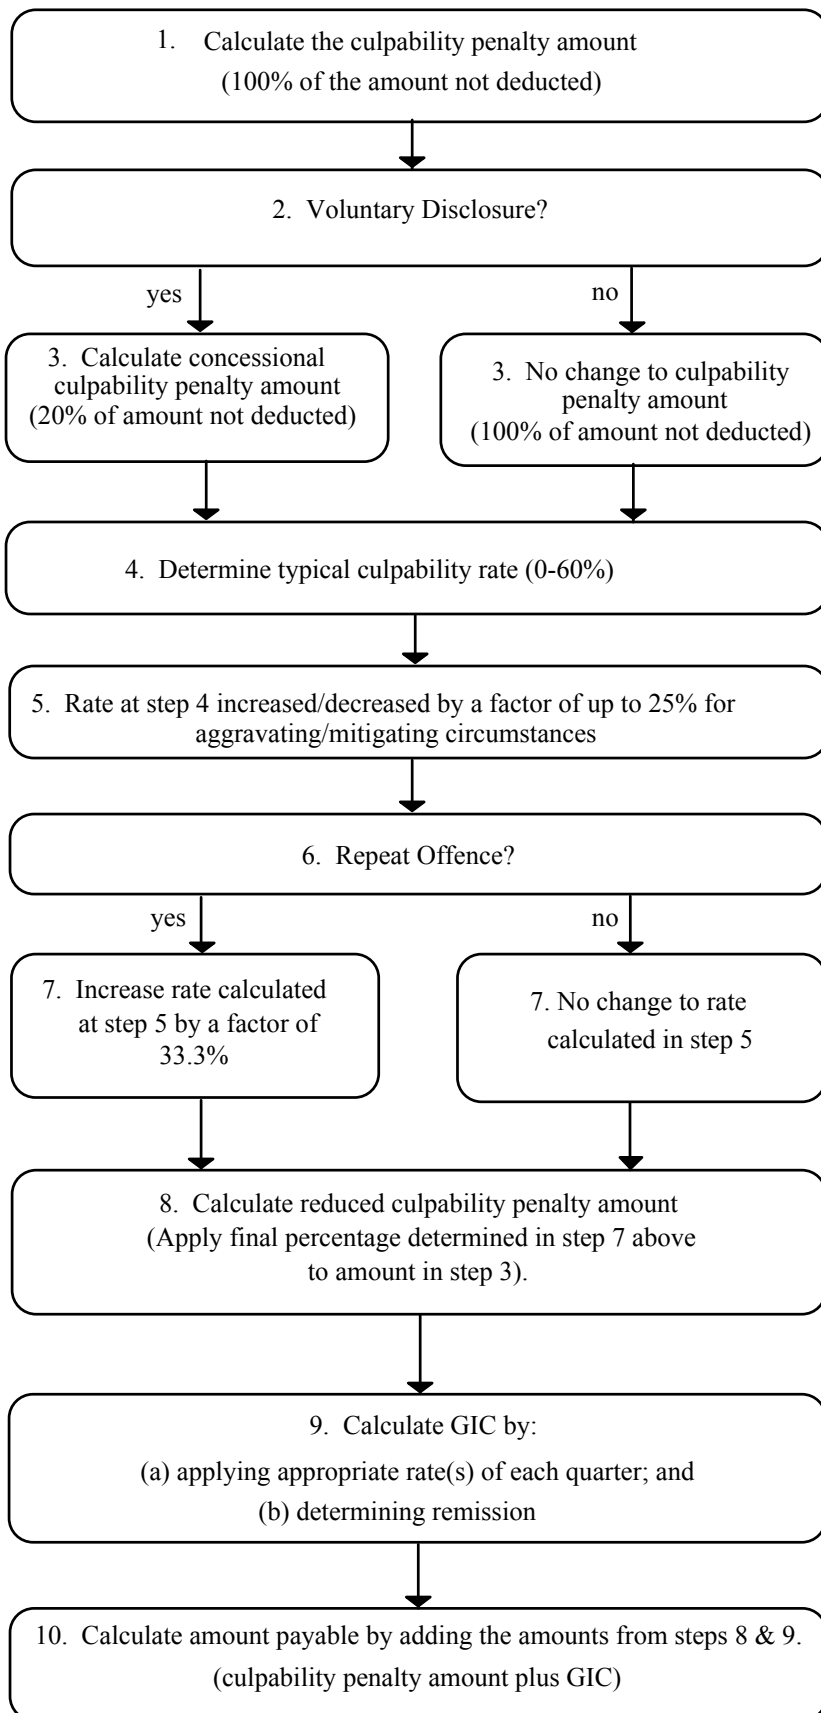 1. Calculate the culpability penalty amount
(100% of the amount not deducted)
2. Voluntary Disclosure?
yes
no
3. Calculate concessional
culpability penalty amount
(20% of amount not deducted)
3. No change to culpability
penalty amount
(100% of amount not deducted)
4. Determine typical culpability rate (0-60%)
5. Rate at step 4 increased/decreased by a factor of up to 25% for
aggravating/mitigating circumstances
6. Repeat Offence?
yes
no
7. Increase rate calculated
at step 5 by a factor of
33.3%
7. No change to rate
calculated in step 5
8. Calculate reduced culpability penalty amount
(Apply final percentage determined in step 7 above
to amount in step 3).
9. Calculate GIC by:
(a) applying appropriate rate(s) of each quarter; and
(b) determining remission
10. Calculate amount payable by adding the amounts from steps 8 & 9.
(culpability penalty amount plus GIC)